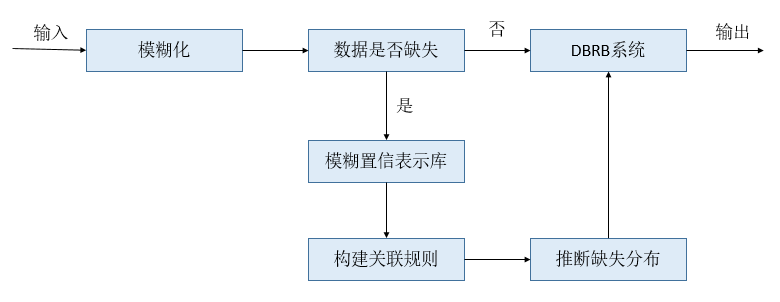 输入
模糊化
数据是否缺失
否
DBRB系统
输出
是
模糊置信表示库
构建关联规则
推断缺失分布